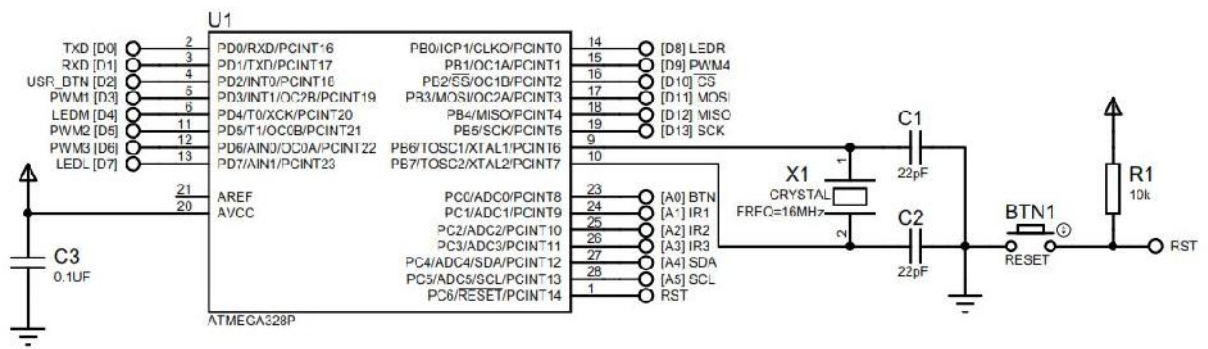 U1
TXD [D0] 2 PD0/RXD/PCINT16 PB0/ICP1/CLKO/PCINT0 14 [D8] LEDR
RXD [D1] 3 PD1/TXD/PCINT17 PB1/OC1A/PCINT1 15 [D9] PWM4
USR_BTN [D2] 4 PD2/INT0/PCINT18 PB2/SS/OC1B/PCINT2 16 [D10] CS
PWM1 [D3] 5 PD3/INT1/OC2B/PCINT19 PB3/MOSI/OC2A/PCINT3 17 [D11] MOSI
LEDM [D4] 6 PD4/T0/XCK/PCINT20 PB4/MISO/PCINT4 18 [D12] MISO
PWM2 [D5] 11 PD5/T1/OC0B/PCINT21 PB5/SCK/PCINT5 19 [D13] SCK
PWM3 [D6] 12 PD6/AIN0/OC0A/PCINT22 PB6/TOSC1/XTAL1/PCINT6 9
LEDL [D7] 13 PD7/AIN1/PCINT23 PB7/TOSC2/XTAL2/PCINT7 10
21 AREF PC0/ADC0/PCINT8 23 [A0] BTN
20 AVCC PC1/ADC1/PCINT9 24 [A1] IR1
PC2/ADC2/PCINT10 25 [A2] IR2
PC3/ADC3/PCINT11 26 [A3] IR3
PC4/ADC4/SDA/PCINT12 27 [A4] SDA
PC5/ADC5/SCL/PCINT13 28 [A5] SCL
PC6/RESET/PCINT14 1 RST
ATMEGA328P
C3
0.1UF
C1
22pF
1
X1
CRYSTAL
FREQ=16MHz
2
C2
22pF
R1
10k
BTN1
RESET
RST